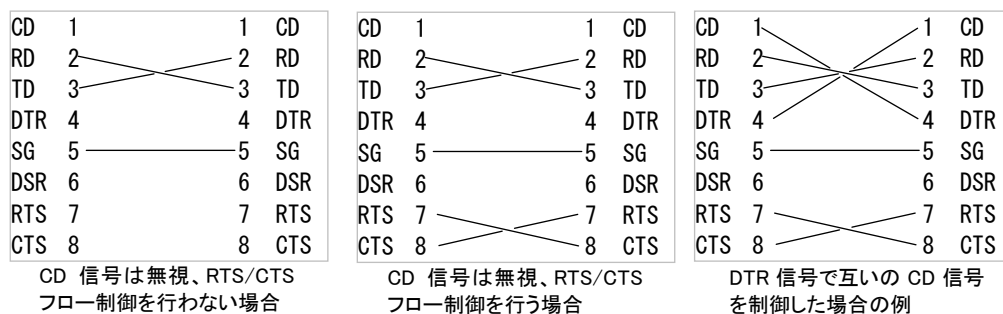 CD 1 1 CD
RD 2 2 RD
TD 3 3 TD
DTR 4 4 DTR
SG 5 5 SG
DSR 6 6 DSR
RTS 7 7 RTS
CTS 8 8 CTS
CD 信号は無視、RTS/CTS
フロー制御を行わない場合
CD 1 1 CD
RD 2 2 RD
TD 3 3 TD
DTR 4 4 DTR
SG 5 5 SG
DSR 6 6 DSR
RTS 7 7 RTS
CTS 8 8 CTS
CD 信号は無視、RTS/CTS
フロー制御を行う場合
CD 1 1 CD
RD 2 2 RD
TD 3 3 TD
DTR 4 4 DTR
SG 5 5 SG
DSR 6 6 DSR
RTS 7 7 RTS
CTS 8 8 CTS
DTR 信号で互いの CD 信号
を制御した場合の例